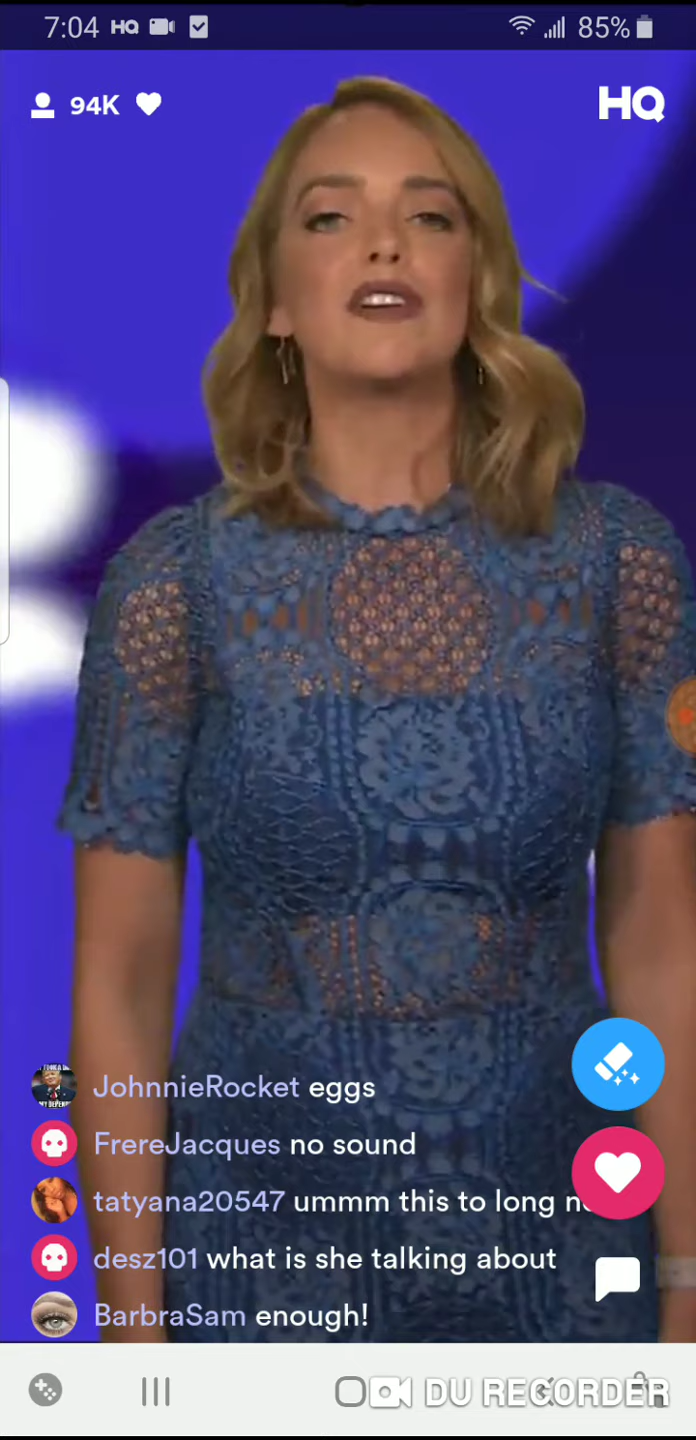 7:04 HQ 85%
94K HQ
JohnnieRocket eggs
FrereJacques no sound
tatyana20547 ummm this to long
desz101 what is she talking about
BarbraSam enough!
DU RECORDER